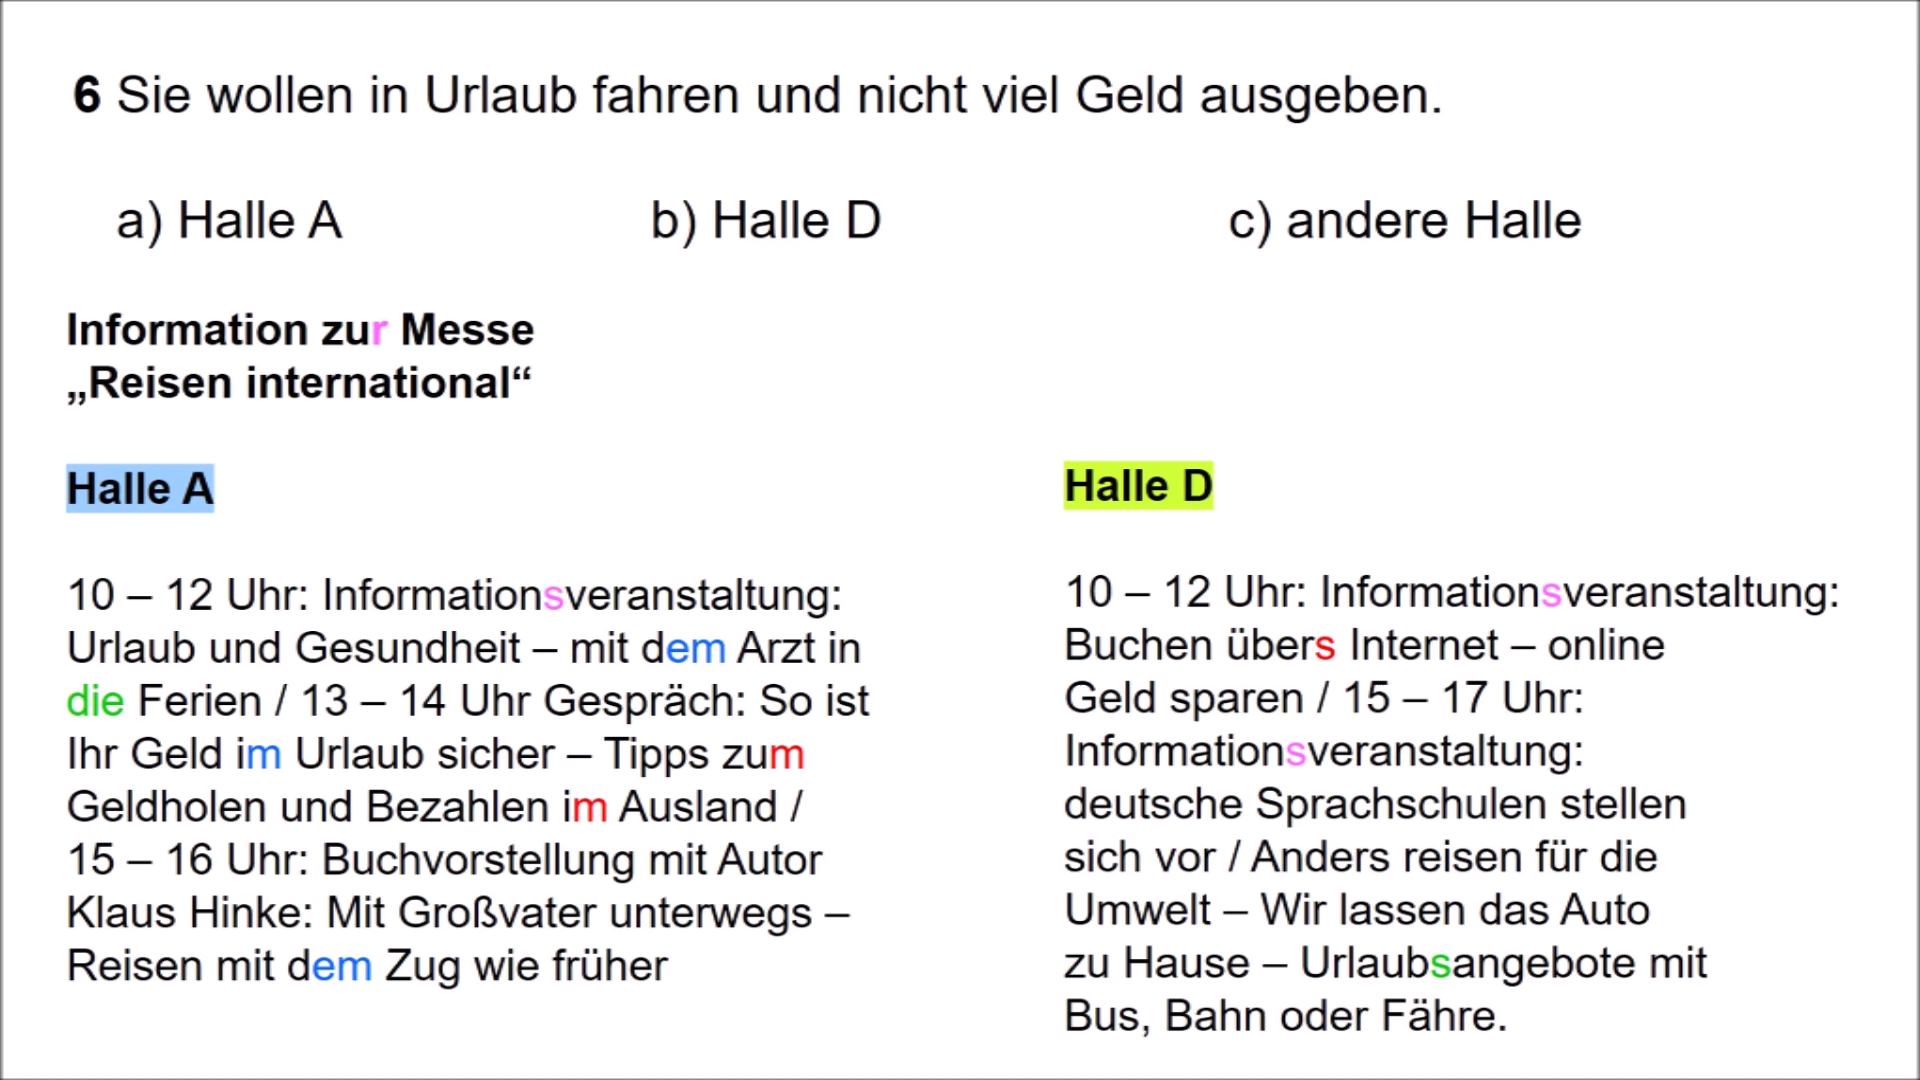 6 Sie wollen in Urlaub fahren und nicht viel Geld ausgeben.
a) Halle A b) Halle D c) andere Halle
Information zur Messe
„Reisen international“
Halle A
10 – 12 Uhr: Informationsveranstaltung:
Urlaub und Gesundheit – mit dem Arzt in
die Ferien / 13 – 14 Uhr Gespräch: So ist
Ihr Geld im Urlaub sicher – Tipps zum
Geldholen und Bezahlen im Ausland /
15 – 16 Uhr: Buchvorstellung mit Autor
Klaus Hinke: Mit Großvater unterwegs –
Reisen mit dem Zug wie früher
Halle D
10 – 12 Uhr: Informationsveranstaltung:
Buchen übers Internet – online
Geld sparen / 15 – 17 Uhr:
Informationsveranstaltung:
deutsche Sprachschulen stellen
sich vor / Anders reisen für die
Umwelt – Wir lassen das Auto
zu Hause – Urlaubsangebote mit
Bus, Bahn oder Fähre.